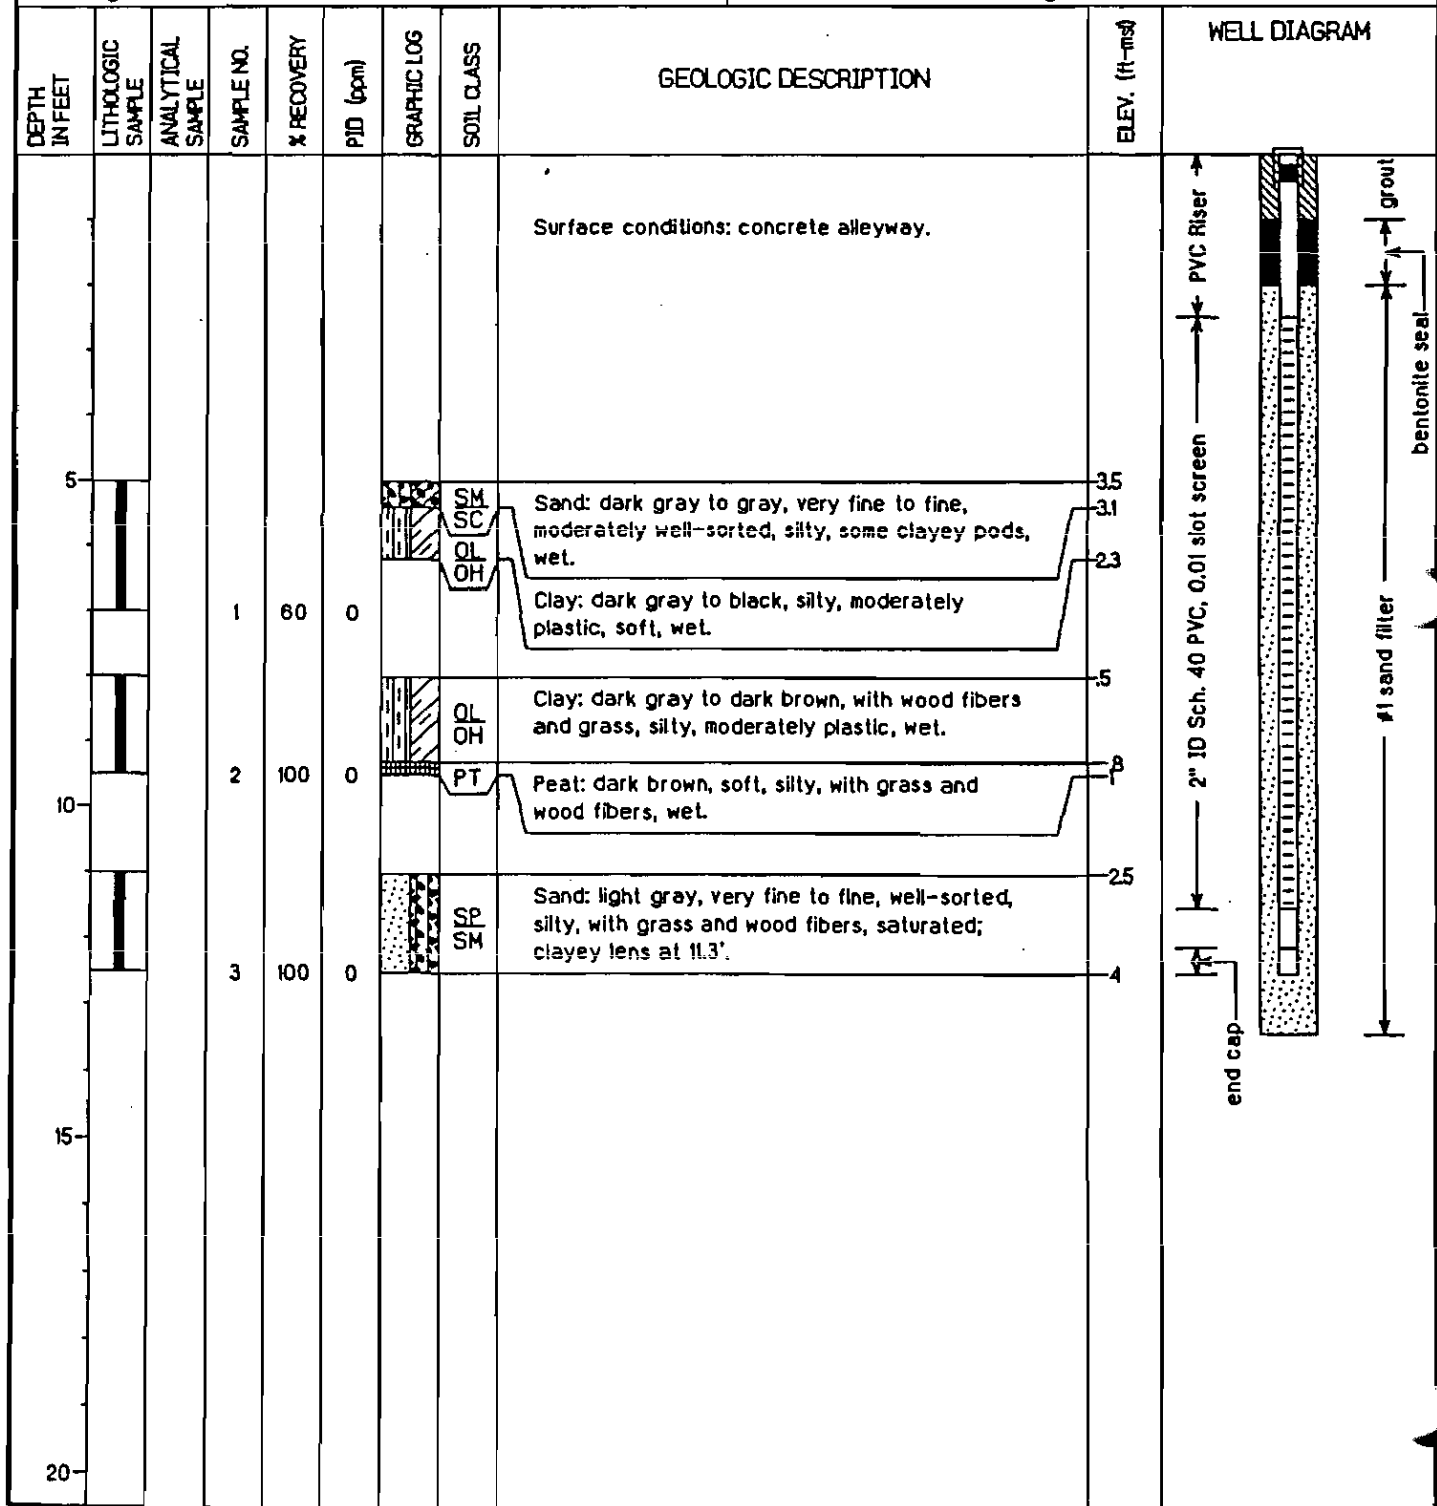 DEPTH
IN FEET
LITHOLOGIC
SAMPLE
ANALYTICAL
SAMPLE
SAMPLE NO.
% RECOVERY
PID (ppm)
GRAPHIC LOG
SOIL CLASS
GEOLOGIC DESCRIPTION
ELEV. (ft-msl)
WELL DIAGRAM
Surface conditions: concrete alleyway.
PVC Riser
grout
bentonite seal
5
SM
SC
Sand: dark gray to gray, very fine to fine,
moderately well-sorted, silty, some clayey pods,
wet.
3.5
3.1
OL
OH
2.3
1 60 0
Clay: dark gray to black, silty, moderately
plastic, soft, wet.
2" ID Sch. 40 PVC, 0.01 slot screen
#1 sand filter
OL
OH
Clay: dark gray to dark brown, with wood fibers
and grass, silty, moderately plastic, wet.
.5
2 100 0
PT
Peat: dark brown, soft, silty, with grass and
wood fibers, wet.
-.8
-1
10
SP
SM
Sand: light gray, very fine to fine, well-sorted,
silty, with grass and wood fibers, saturated;
clayey lens at 11.3'.
-2.5
3 100 0
-4
end cap
15
20